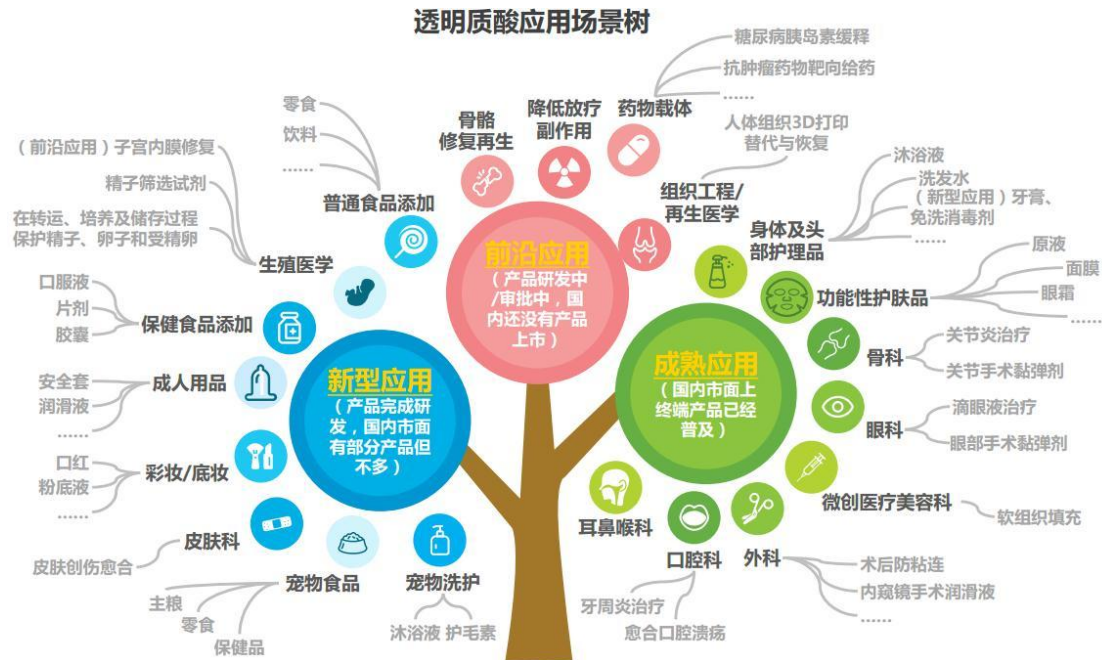 透明质酸应用场景树
糖尿病胰岛素缓释
抗肿瘤药物靶向给药
......
药物载体
降低放疗
副作用
骨骼
修复再生
人体组织3D打印
替代与恢复
组织工程/
再生医学
前沿应用
（产品研发中
/审批中，国
内还没有产品
上市）
零食
饮料
......
普通食品添加
（前沿应用）子宫内膜修复
精子筛选试剂
在转运、培养及储存过程
保护精子、卵子和受精卵
生殖医学
口服液
片剂
胶囊
保健食品添加
安全套
润滑液
......
成人用品
口红
粉底液
......
彩妆/底妆
皮肤科
皮肤创伤愈合
宠物食品
主粮
零食
保健品
宠物洗护
沐浴液 护毛素
新型应用
（产品完成研
发，国内市面
有部分产品但
不多）
沐浴液
洗发水
（新型应用）牙膏、
免洗消毒剂
......
身体及头
部护理品
原液
面膜
眼霜
......
功能性护肤品
关节炎治疗
关节手术黏弹剂
骨科
滴眼液治疗
眼部手术黏弹剂
眼科
微创医疗美容科
软组织填充
外科
术后防粘连
内窥镜手术润滑液
......
口腔科
牙周炎治疗
愈合口腔溃疡
耳鼻喉科
成熟应用
（国内市面上
终端产品已经
普及）